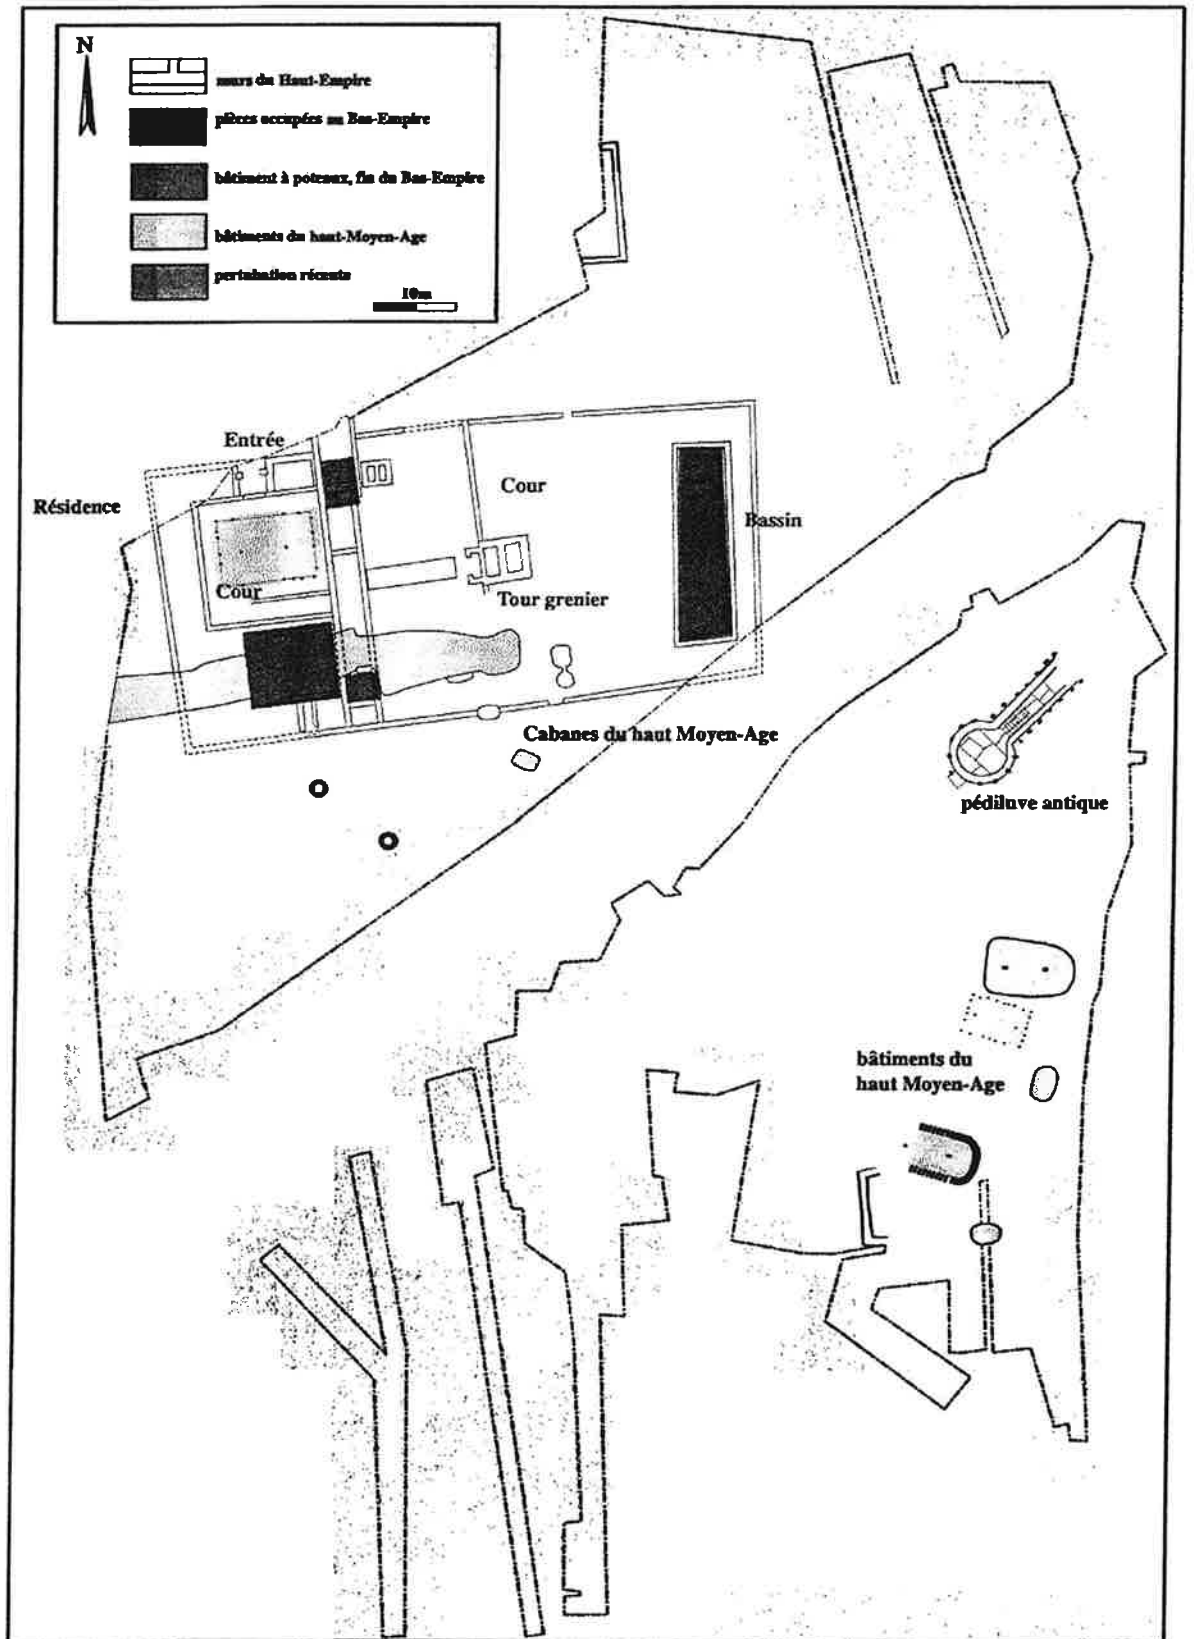 N
murs du Haut-Empire
pièces occupées au Bas-Empire
bâtiment à poteaux, fin du Bas-Empire
bâtiments du haut-Moyen-Age
pertubation récente
10m
Entrée
Résidence
Cour
Bassin
Cour
Tour grenier
Cabanes du haut Moyen-Age
pédiluve antique
bâtiments du
haut Moyen-Age